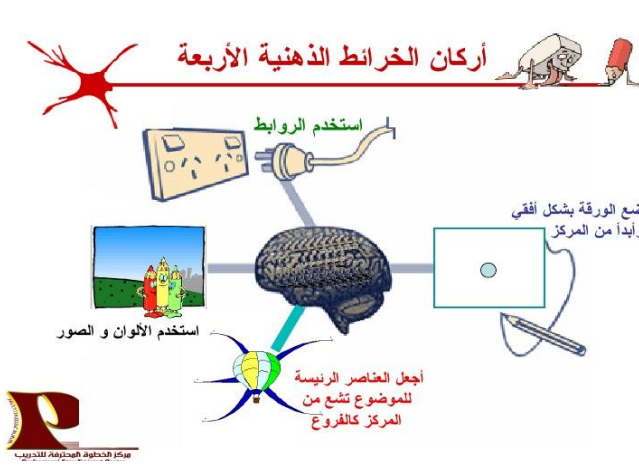 أركان الخرائط الذهنية الأربعة
استخدم الروابط
ضع الورقة بشكل أفقي
أبدأ من المركز
استخدم الألوان و الصور
أجعل العناصر الرئيسة
للموضوع تشع من
المركز كالفروع
مركز الخطوة المحترفة للتدريب